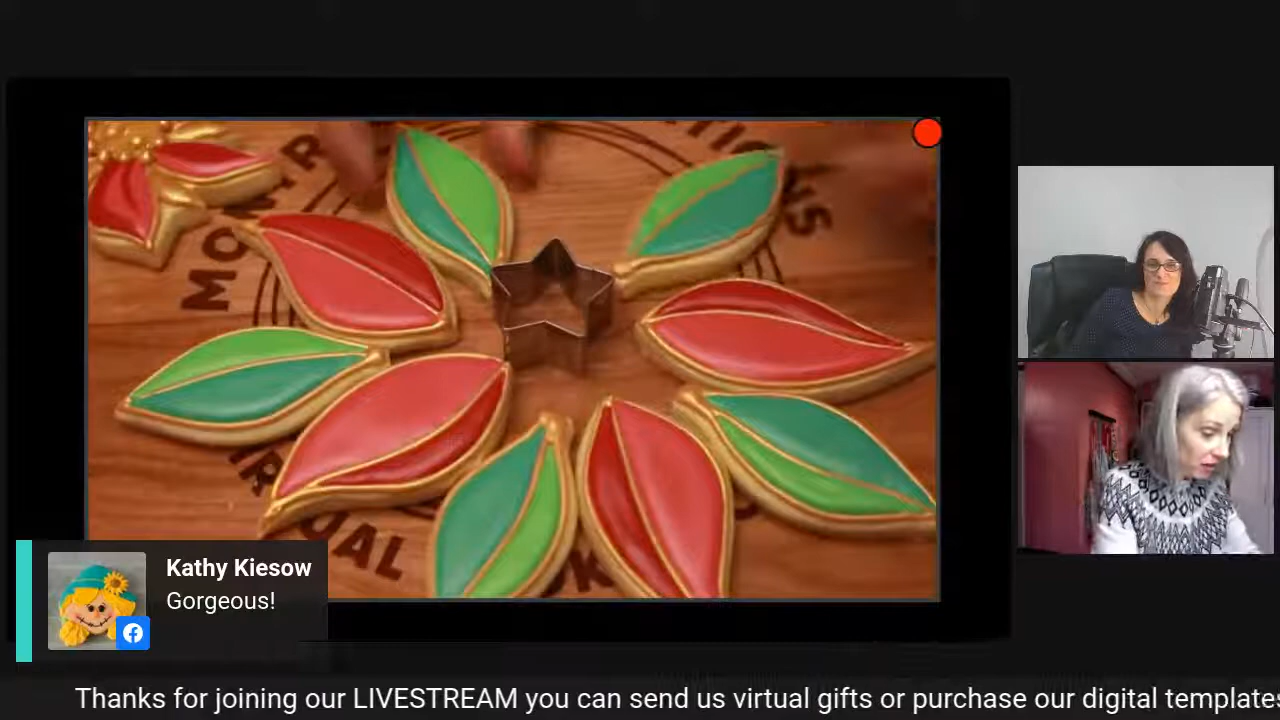 Kathy Kiesow
Gorgeous!
Thanks for joining our LIVESTREAM you can send us virtual gifts or purchase our digital templates